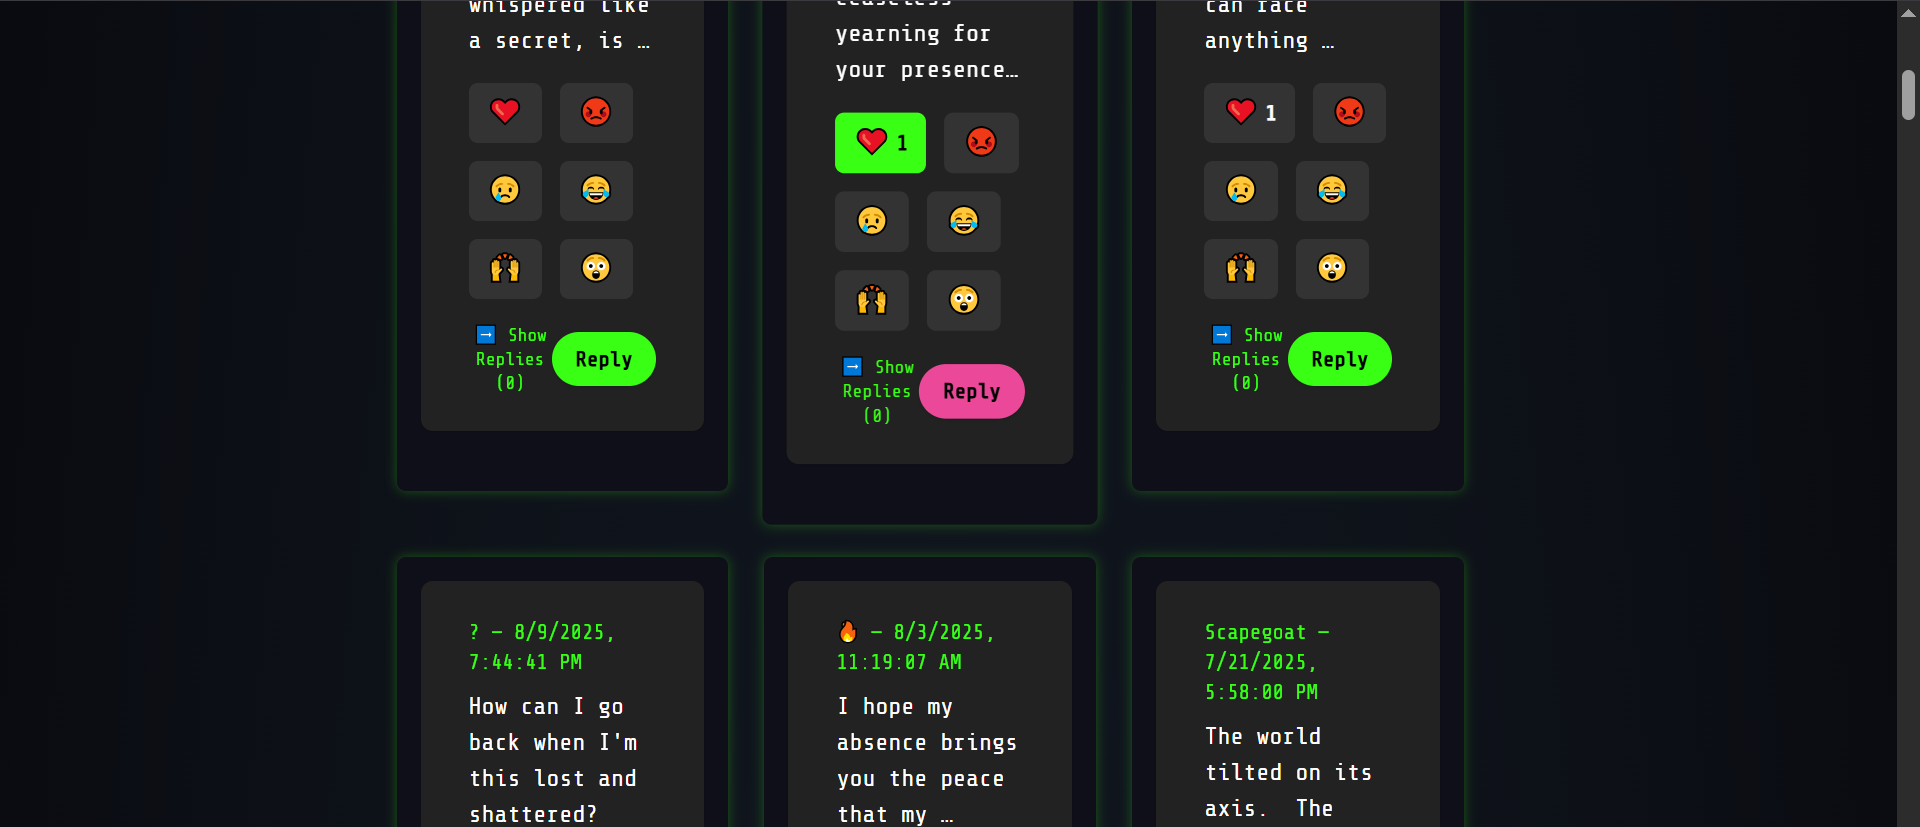 whispered like
a secret, is …
❤️
😡
😢
😂
🙌
😲
➡️ Show
Replies
(0)
Reply
ceaseless
yearning for
your presence…
❤️ 1
😡
😢
😂
🙌
😲
➡️ Show
Replies
(0)
Reply
can race
anything …
❤️ 1
😡
😢
😂
🙌
😲
➡️ Show
Replies
(0)
Reply
? — 8/9/2025,
7:44:41 PM
How can I go
back when I'm
this lost and
shattered?
🔥 — 8/3/2025,
11:19:07 AM
I hope my
absence brings
you the peace
that my …
Scapegoat —
7/21/2025,
5:58:00 PM
The world
tilted on its
axis.  The